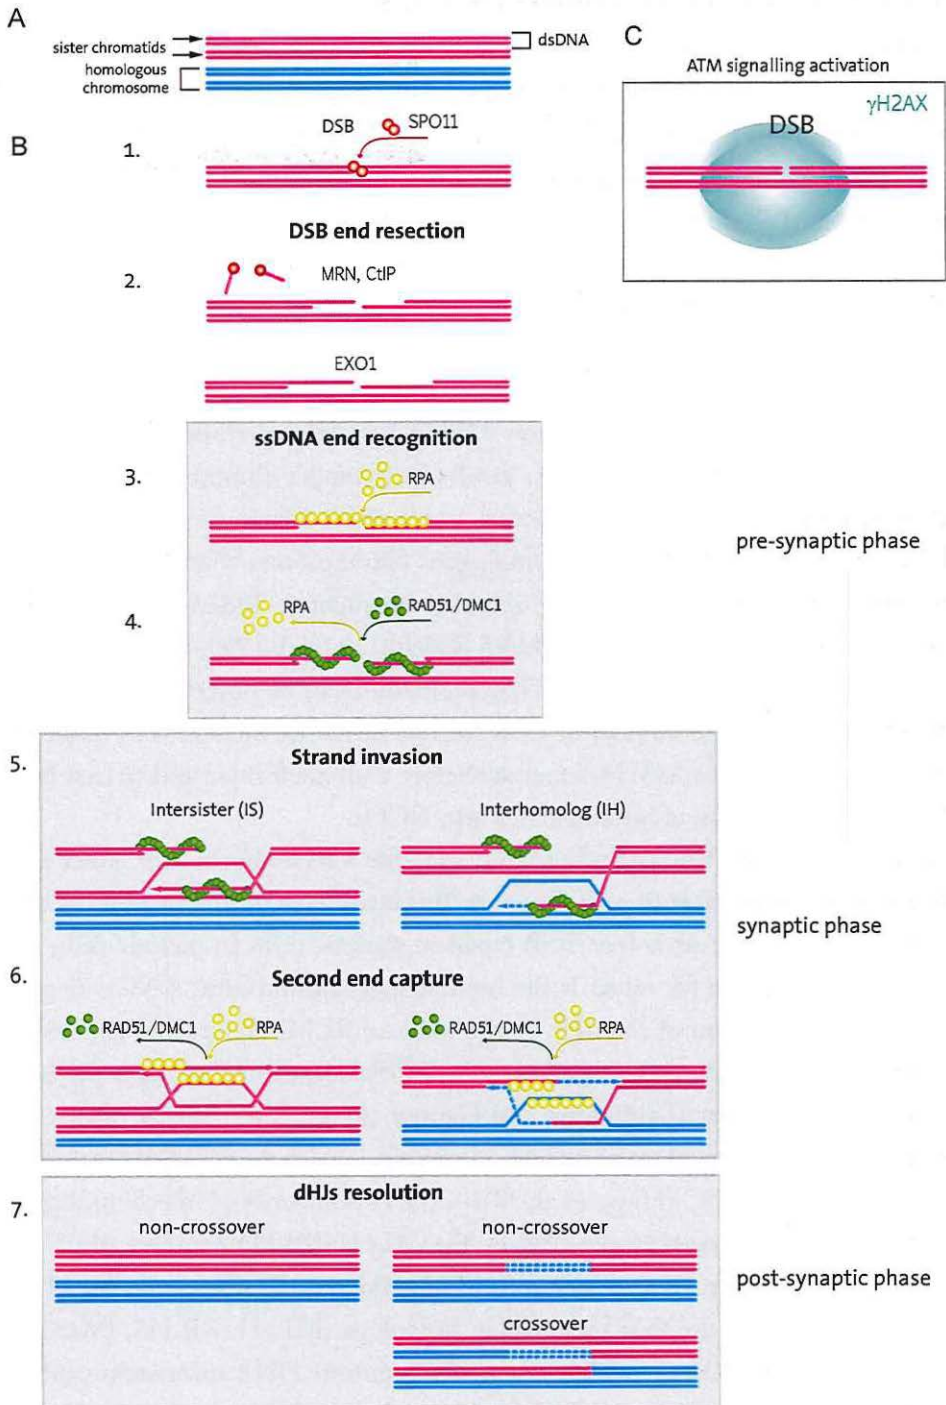 A
sister chromatids
homologous
chromosome
dsDNA
C
ATM signalling activation
γH2AX
DSB
B
1.
DSB
SPO11
DSB end resection
2.
MRN, CtIP
EXO1
ssDNA end recognition
3.
RPA
pre-synaptic phase
4.
RPA
RAD51/DMC1
5.
Strand invasion
Intersister (IS)
Interhomolog (IH)
synaptic phase
6.
Second end capture
RAD51/DMC1
RPA
RAD51/DMC1
RPA
7.
dHJs resolution
non-crossover
non-crossover
post-synaptic phase
crossover